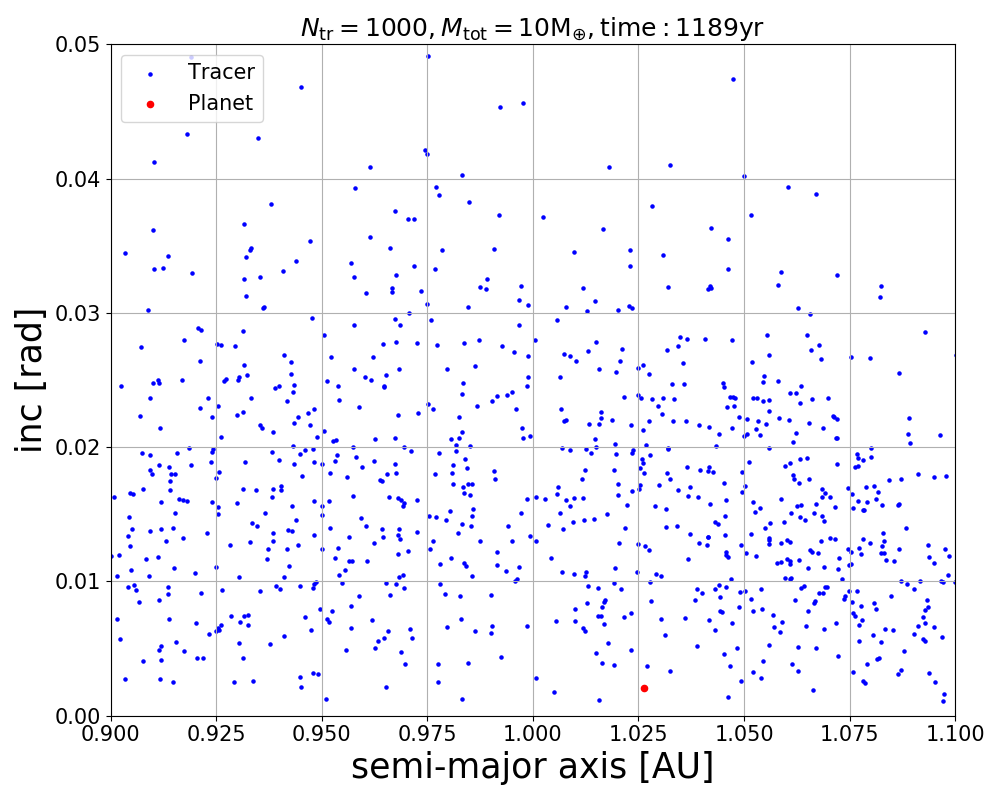 N_tr = 1000, M_tot = 10M_⊕, time : 1189yr
Tracer
Planet
0.05
0.04
0.03
0.02
0.01
0.00
inc [rad]
0.900 0.925 0.950 0.975 1.000 1.025 1.050 1.075 1.100
semi-major axis [AU]